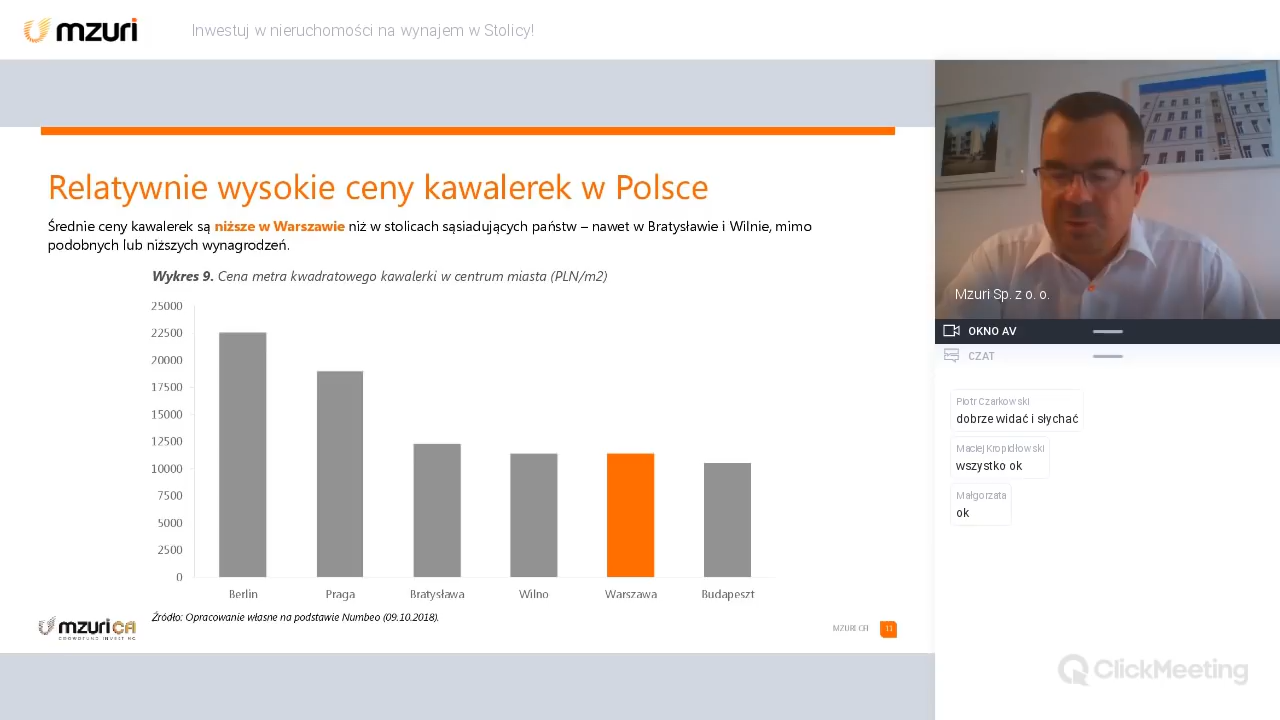 mzuri
Inwestuj w nieruchomości na wynajem w Stolicy!
Relatywnie wysokie ceny kawalerek w Polsce
Średnie ceny kawalerek są niższe w Warszawie niż w stolicach sąsiadujących państw – nawet w Bratysławie i Wilnie, mimo
podobnych lub niższych wynagrodzeń.
Wykres 9. Cena metra kwadratowego kawalerki w centrum miasta (PLN/m2)
25000
22500
20000
17500
15000
12500
10000
7500
5000
2500
0
Berlin Praga Bratysława Wilno Warszawa Budapeszt
Źródło: Opracowanie własne na podstawie Numbeo (09.10.2018).
mzuri CFI
CROWDFUND INVESTING
MZURI CFI 11
Mzuri Sp. z o. o.
OKNO AV
CZAT
Piotr Czarkowski
dobrze widać i słychać
Maciej Kropidłowski
wszystko ok
Małgorzata
ok
ClickMeeting